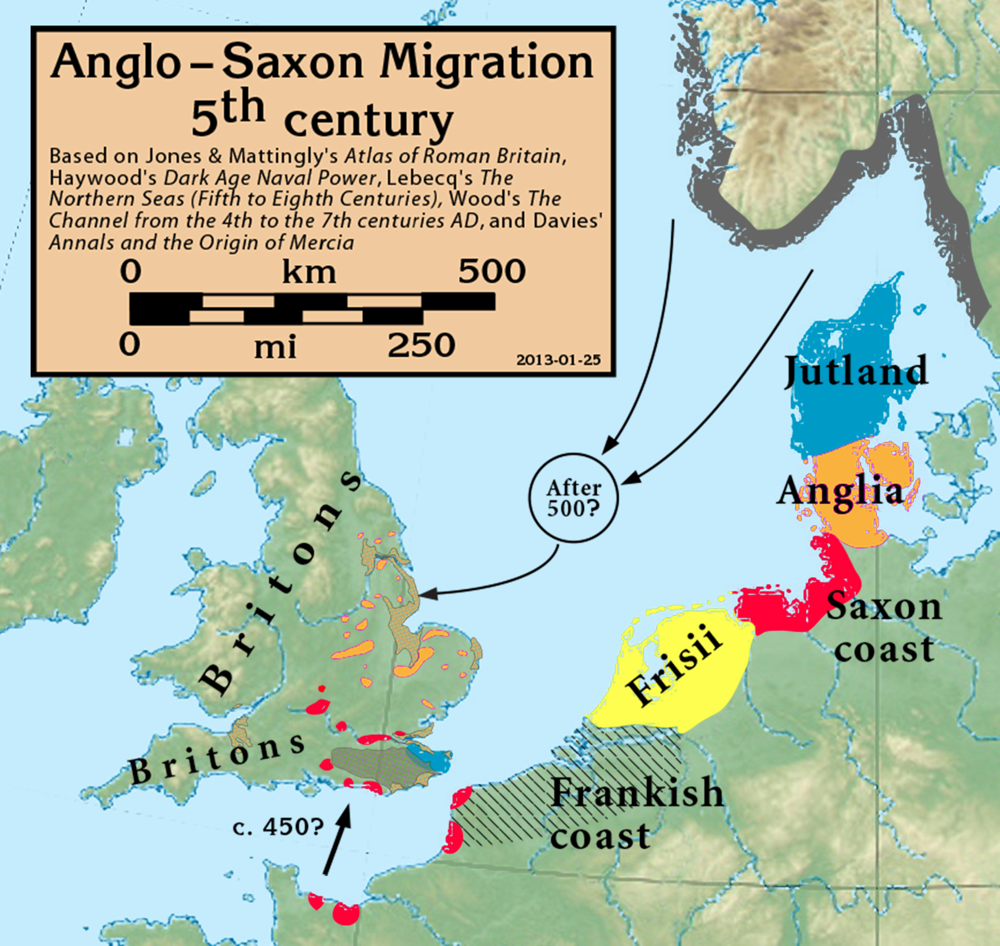 Anglo–Saxon Migration
5th century
Based on Jones & Mattingly's Atlas of Roman Britain,
Haywood's Dark Age Naval Power, Lebecq's The
Northern Seas (Fifth to Eighth Centuries), Wood's The
Channel from the 4th to the 7th centuries AD, and Davies'
Annals and the Origin of Mercia
0 km 500
0 mi 250
2013-01-25
Jutland
After
500?
Anglia
Britons
Saxon
coast
Frisii
Britons
Frankish
coast
c. 450?